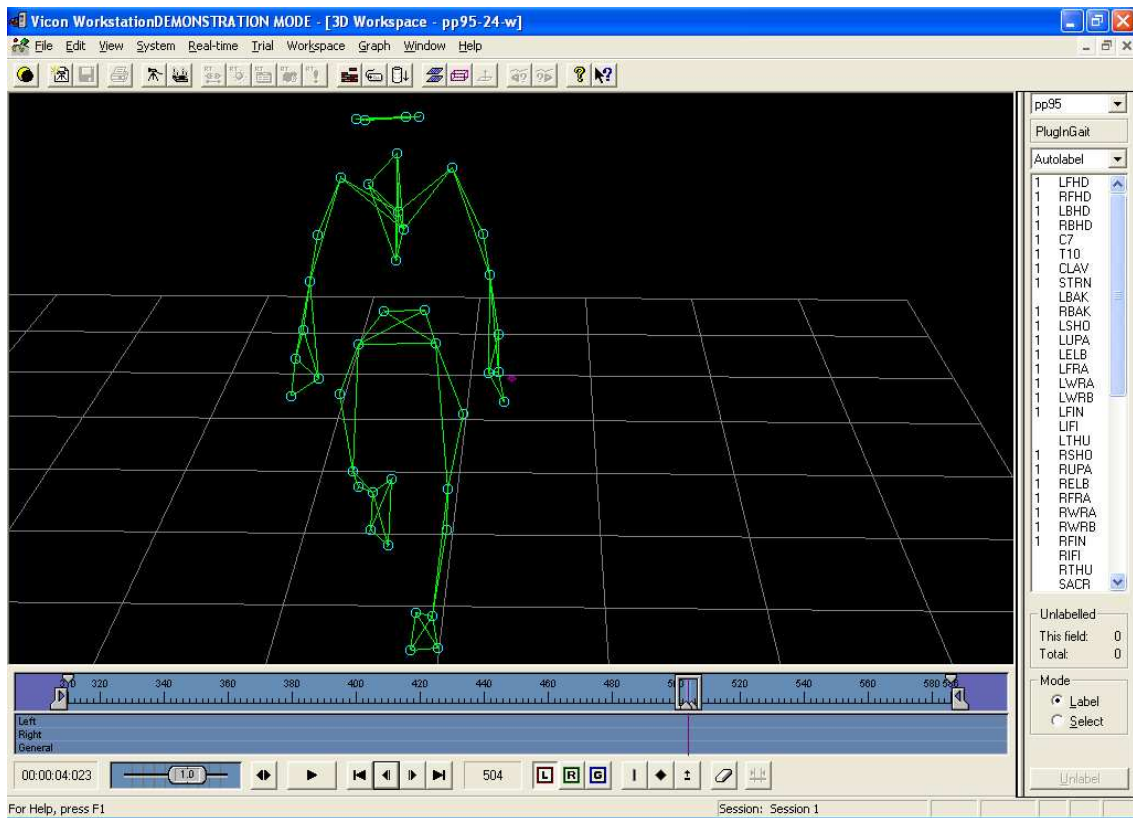 Vicon WorkstationDEMONSTRATION MODE - [3D Workspace - pp95-24-w]
File Edit View System Real-time Trial Workspace Graph Window Help
pp95
PlugInGait
Autolabel
1 LFHD
1 RFHD
1 LBHD
1 RBHD
1 C7
1 T10
1 CLAV
1 STRN
LBAK
1 RBAK
1 LSHO
1 LUPA
1 LELB
1 LFRA
1 LWRA
1 LWRB
1 LFIN
LIFI
LTHU
1 RSHO
1 RUPA
1 RELB
1 RFRA
1 RWRA
1 RWRB
1 RFIN
RIFI
RTHU
SACR
Unlabelled
This field: 0
Total: 0
Mode
Label
Select
Unlabel
320 340 360 380 400 420 440 460 480 520 540 560 580
Left
Right
General
00:00:04:023 1.0 504 L R G
For Help, press F1 Session: Session 1